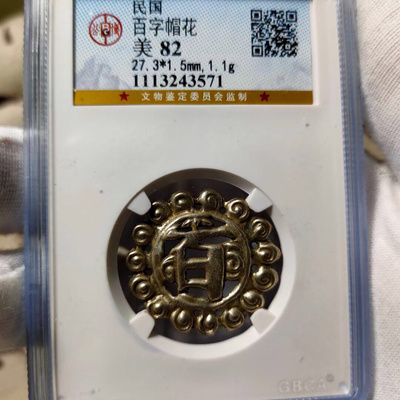 民国
百字帽花
美 82
27.3*1.5mm,1.1g
1113243571
★ 文物鉴定委员会监制 ★
百
GBCA